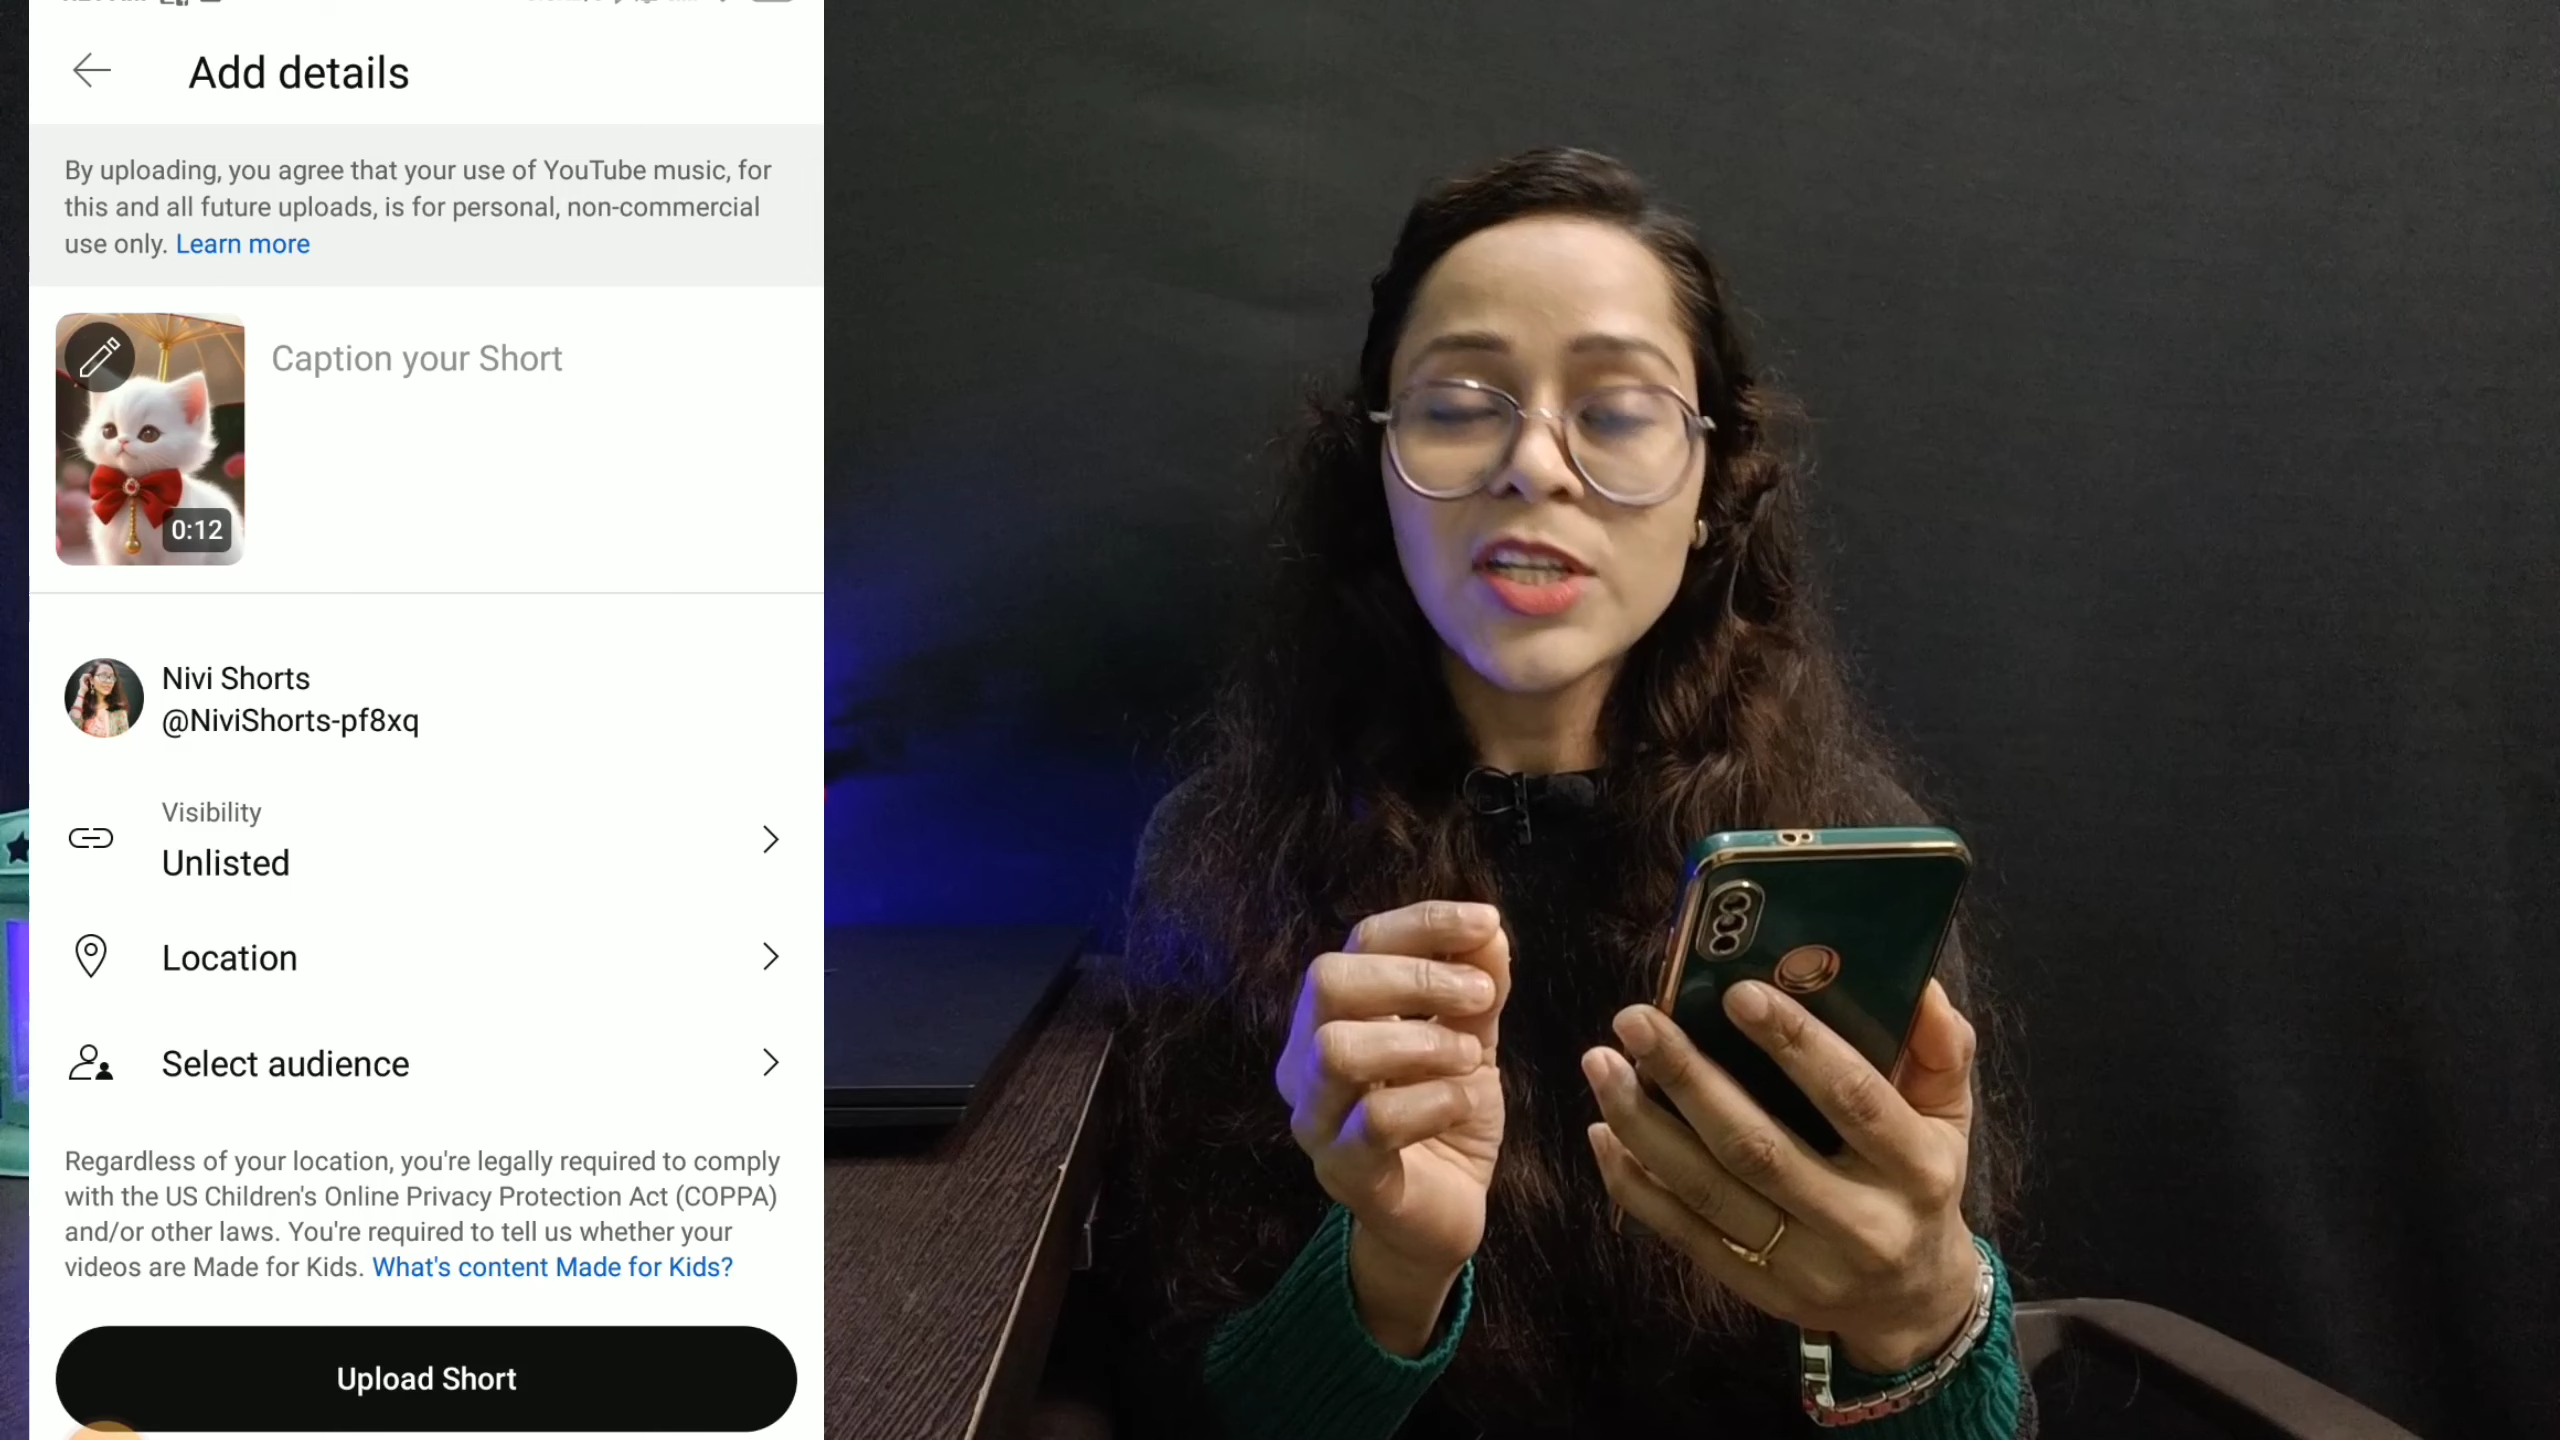 Add details
By uploading, you agree that your use of YouTube music, for
this and all future uploads, is for personal, non-commercial
use only. Learn more
Caption your Short
0:12
Nivi Shorts
@NiviShorts-pf8xq
Visibility
Unlisted
Location
Select audience
Regardless of your location, you're legally required to comply
with the US Children's Online Privacy Protection Act (COPPA)
and/or other laws. You're required to tell us whether your
videos are Made for Kids. What's content Made for Kids?
Upload Short